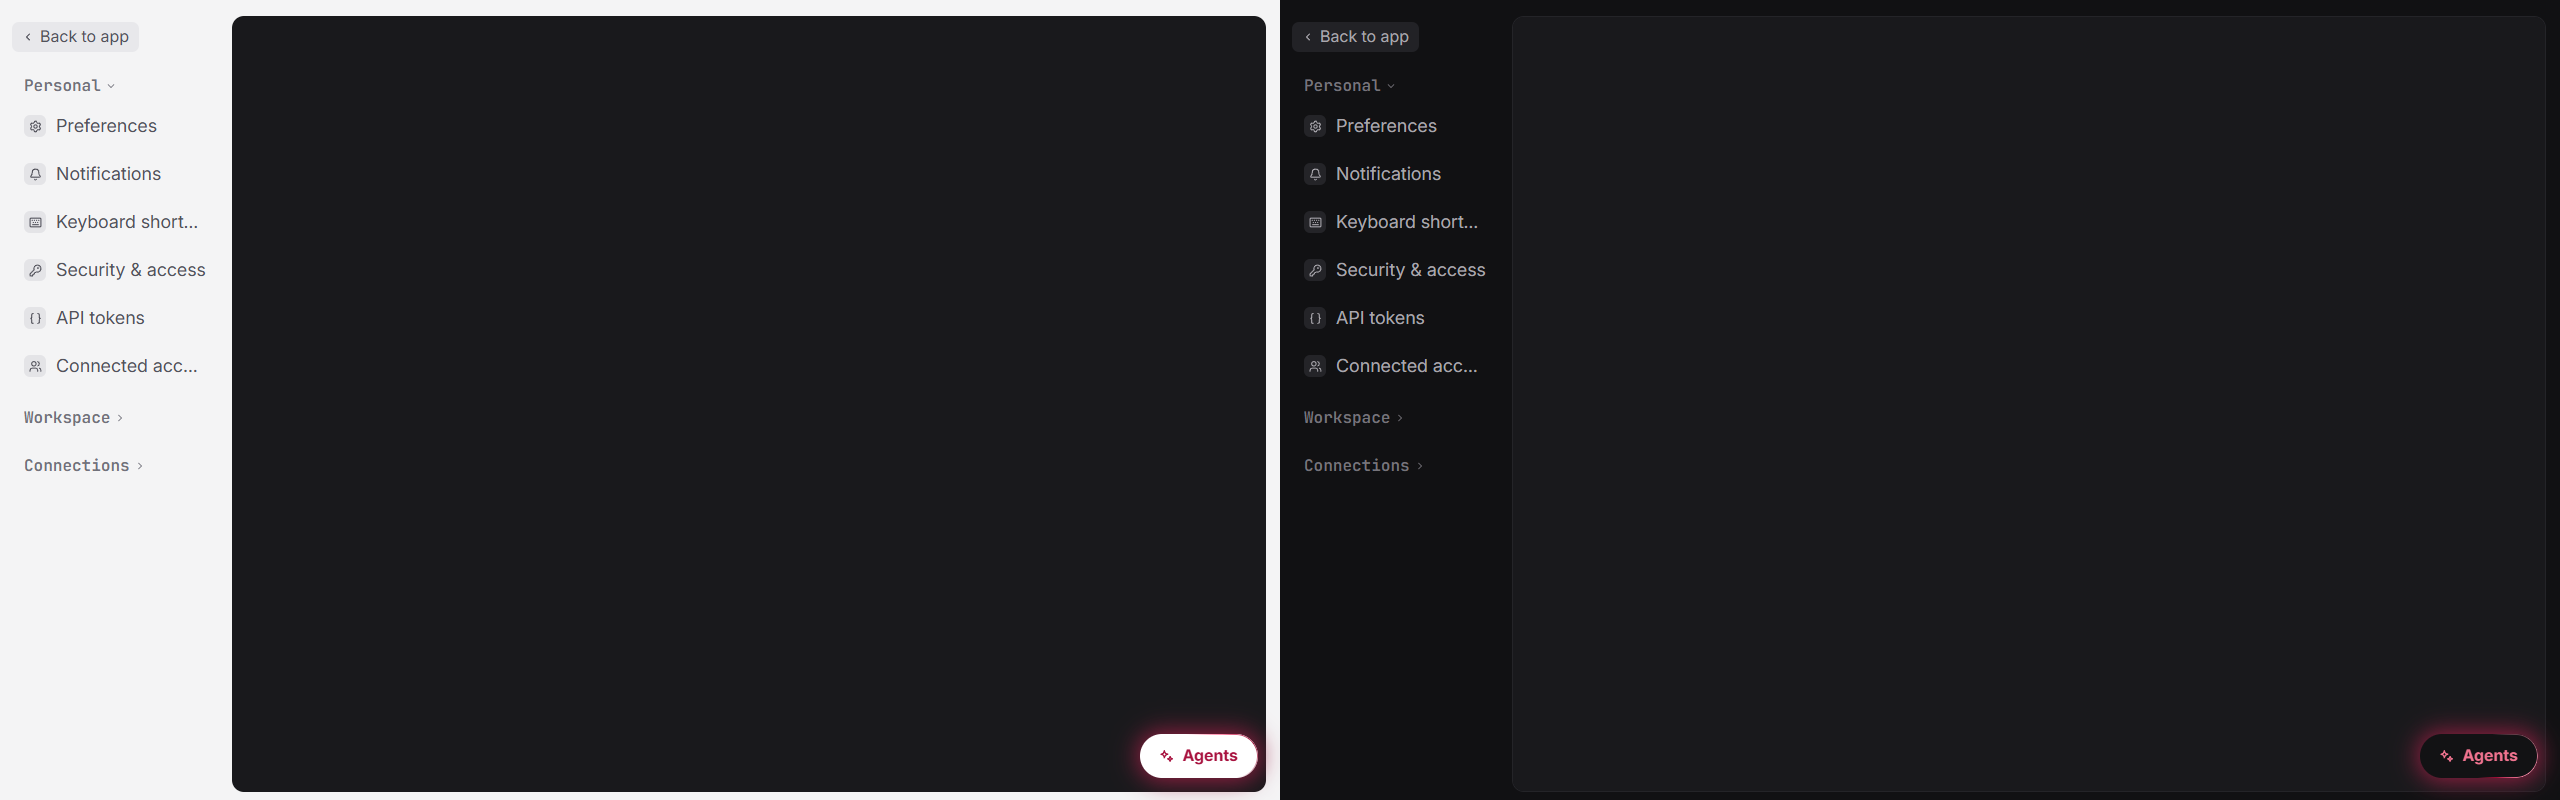 Back to app
Personal
Preferences
Notifications
Keyboard short...
Security & access
API tokens
Connected acc...
Workspace
Connections
Agents
Back to app
Personal
Preferences
Notifications
Keyboard short...
Security & access
API tokens
Connected acc...
Workspace
Connections
Agents